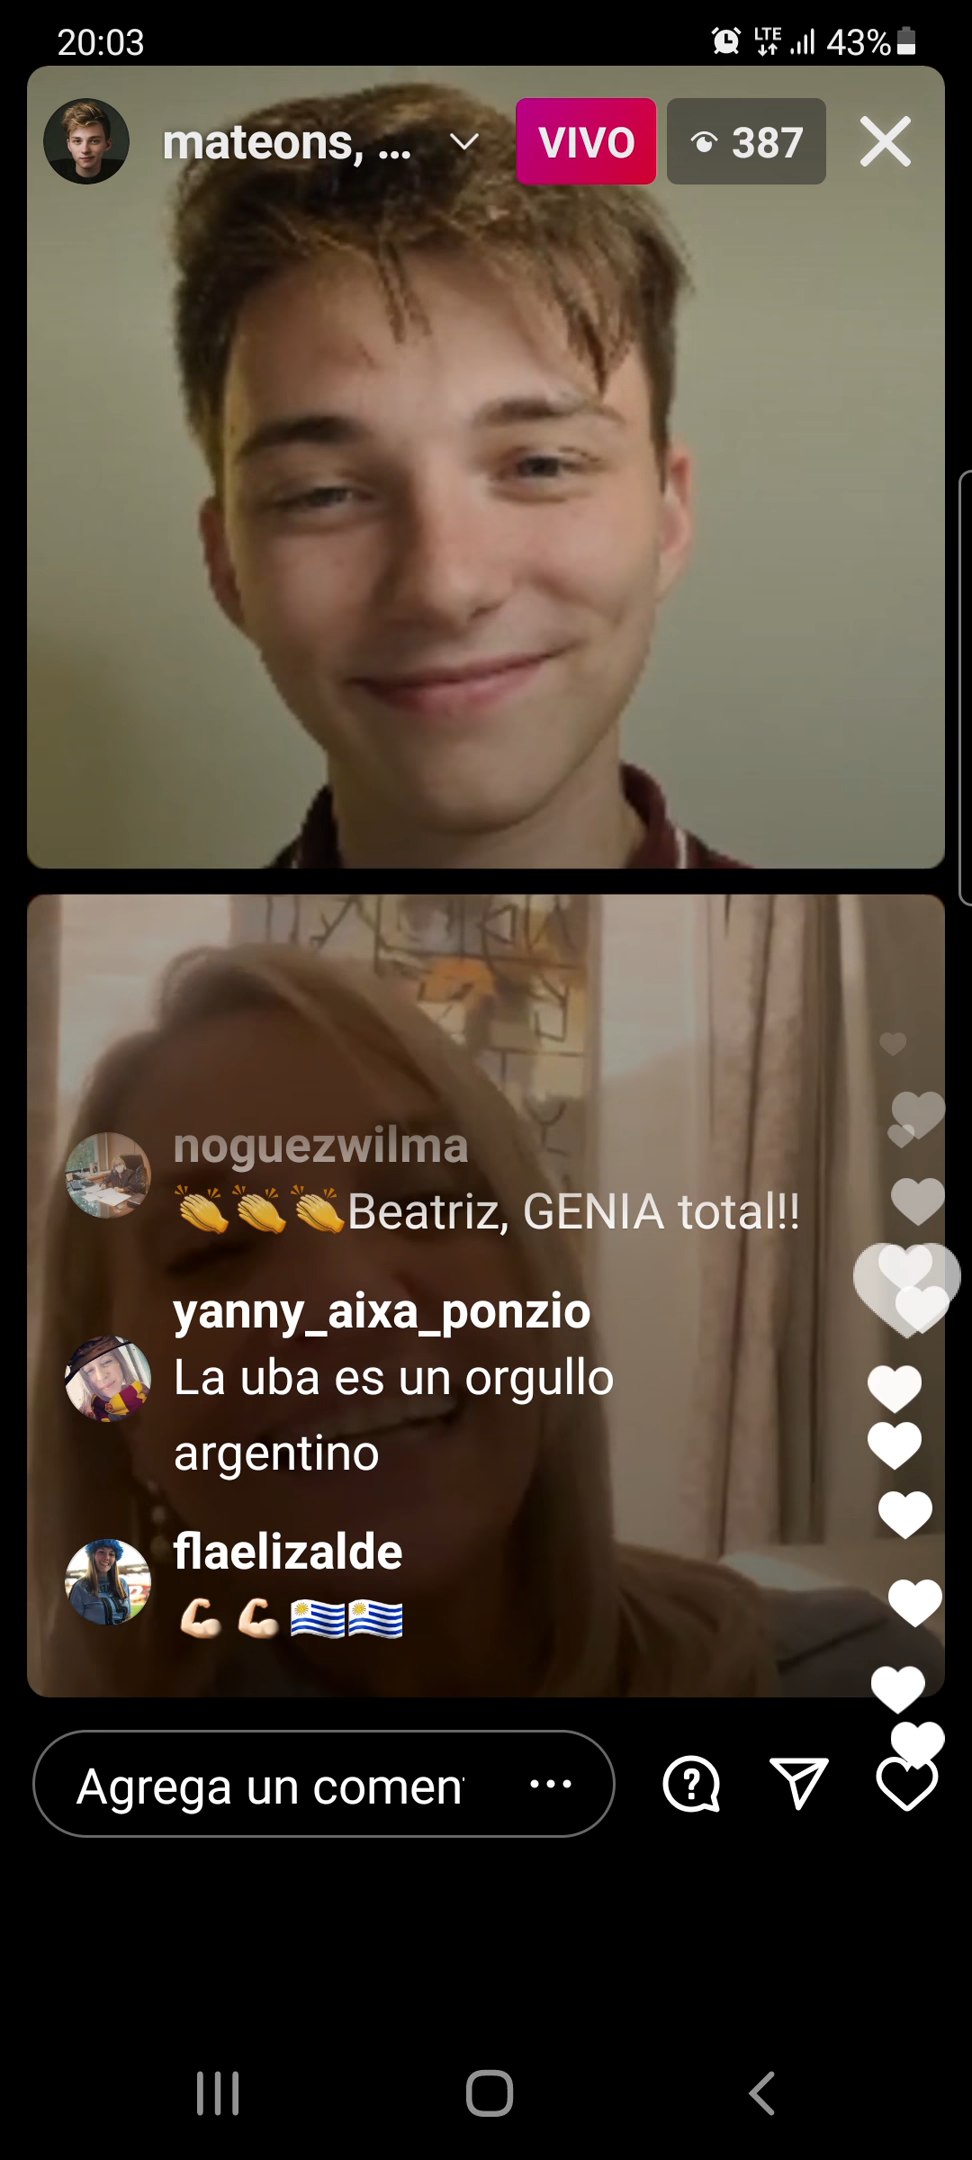 20:03
LTE
43%
mateons, ...
VIVO
387
noguezwilma
👏👏👏Beatriz, GENIA total!!
yanny_aixa_ponzio
La uba es un orgullo
argentino
flaelizalde
💪🏻💪🏻🇺🇾🇺🇾
Agrega un comen